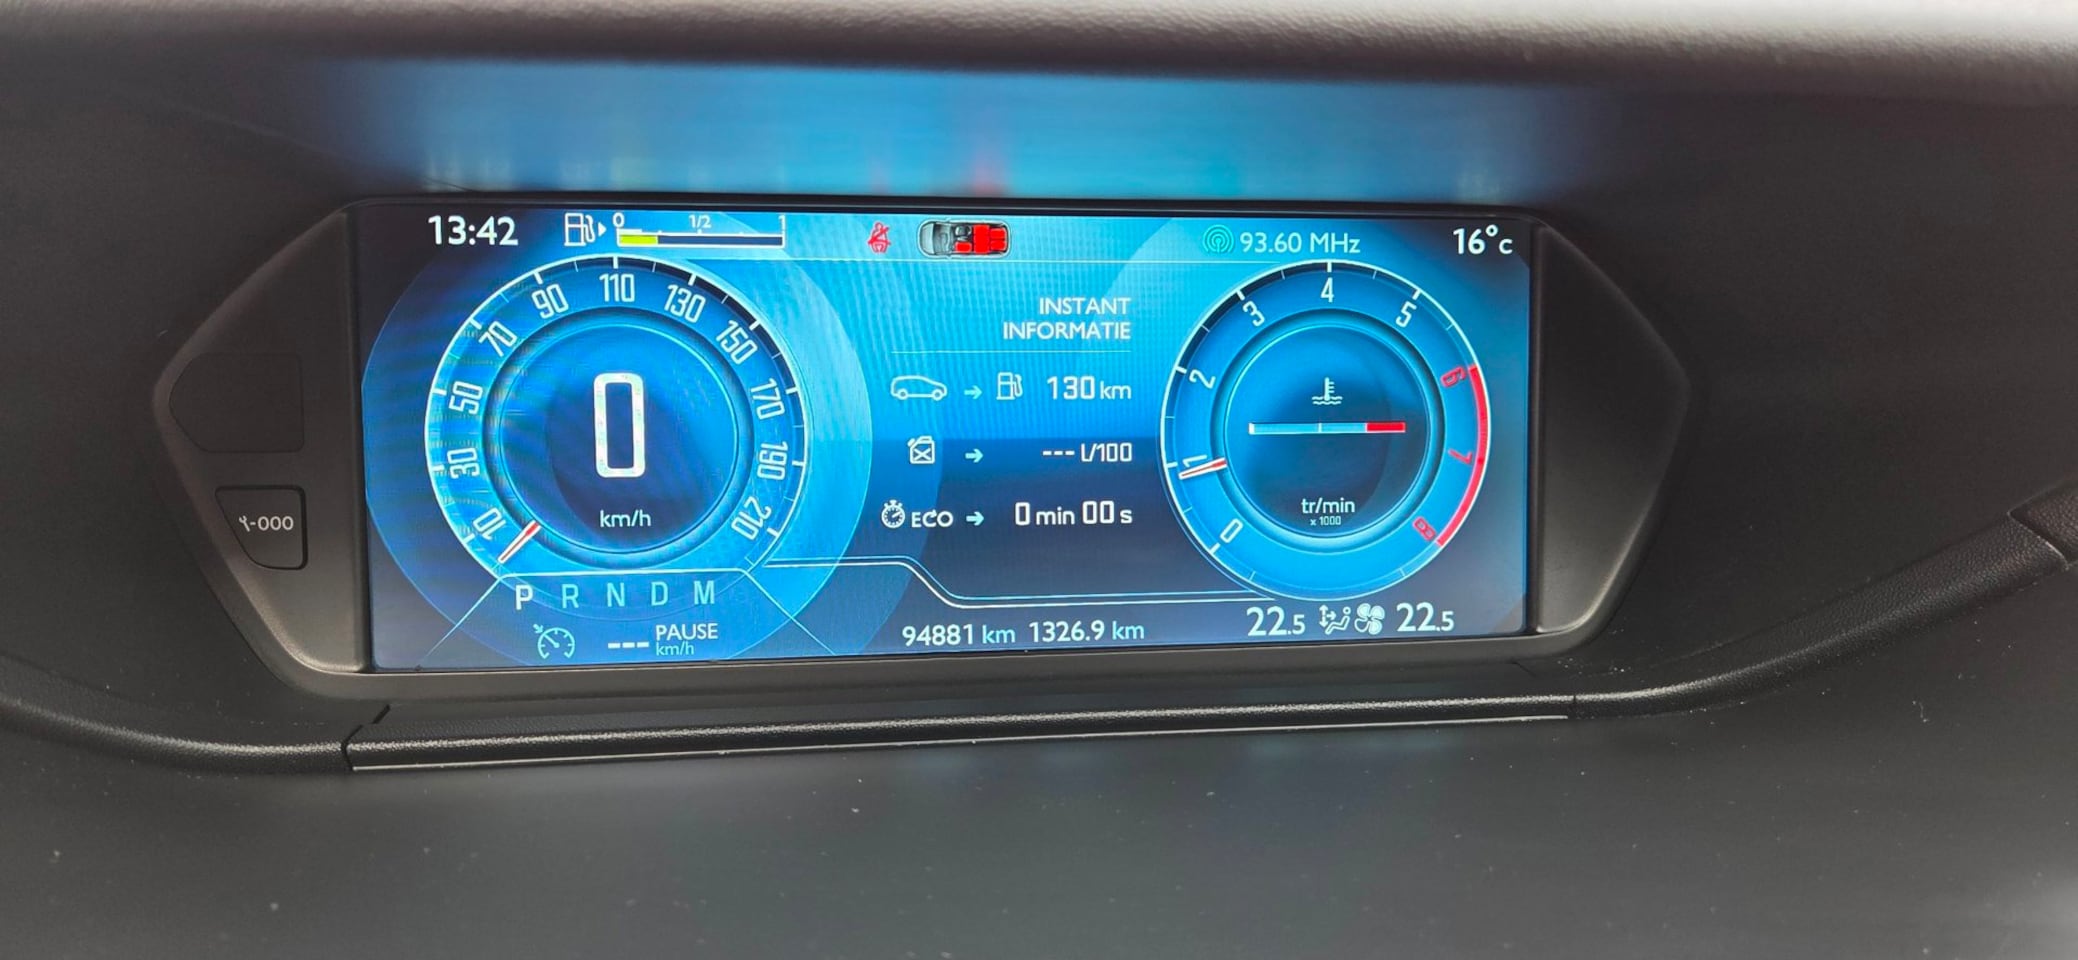 13:42
0 1/2 1
93.60 MHz
16°C
10 30 50 70 90 110 130 150 170 190 210
0
km/h
INSTANT
INFORMATIE
130 km
--- l/100
ECO 0 min 00 s
0 1 2 3 4 5 6 7 8
tr/min
x 1000
-000
P R N D M
--- PAUSE
km/h
94881 km 1326.9 km
22.5 22.5